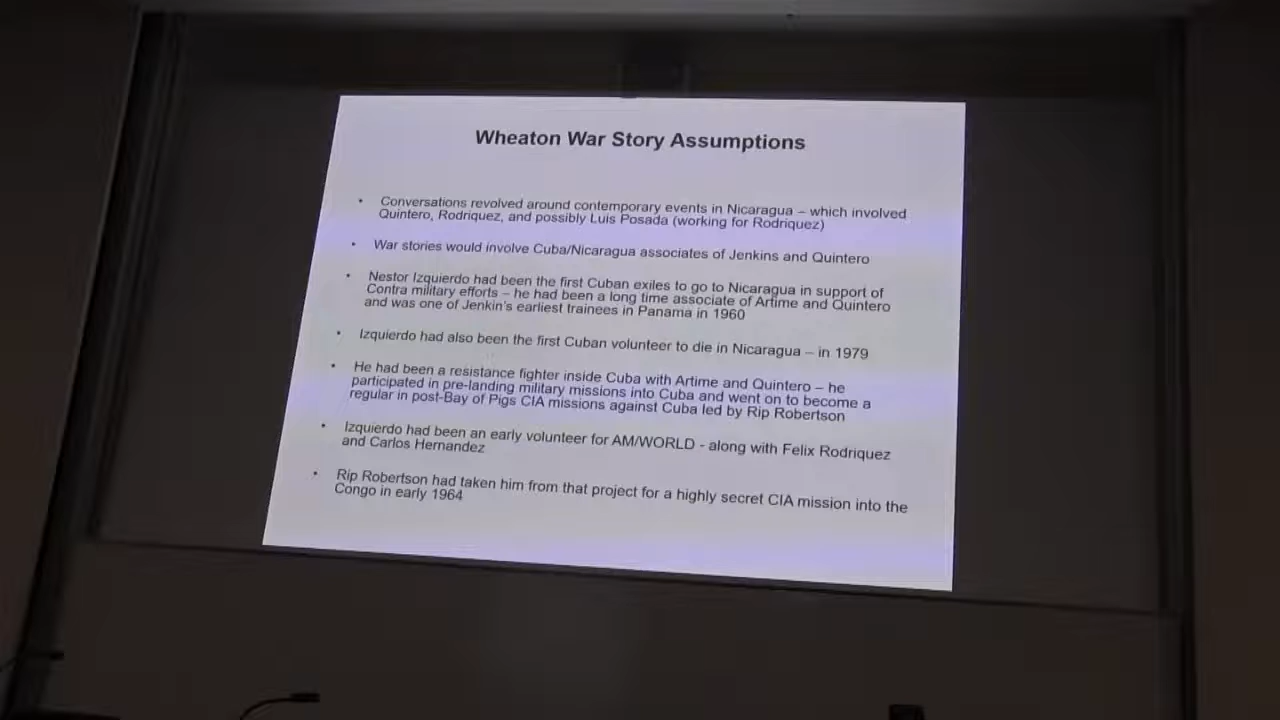 Wheaton War Story Assumptions
• Conversations revolved around contemporary events in Nicaragua – which involved
Quintero, Rodriquez, and possibly Luis Posada (working for Rodriquez)
• War stories would involve Cuba/Nicaragua associates of Jenkins and Quintero
• Nestor Izquierdo had been the first Cuban exiles to go to Nicaragua in support of
Contra military efforts – he had been a long time associate of Artime and Quintero
and was one of Jenkin's earliest trainees in Panama in 1960
• Izquierdo had also been the first Cuban volunteer to die in Nicaragua – in 1979
• He had been a resistance fighter inside Cuba with Artime and Quintero – he
participated in pre-landing military missions into Cuba and went on to become a
regular in post-Bay of Pigs CIA missions against Cuba led by Rip Robertson
• Izquierdo had been an early volunteer for AM/WORLD - along with Felix Rodriquez
and Carlos Hernandez
• Rip Robertson had taken him from that project for a highly secret CIA mission into the
Congo in early 1964